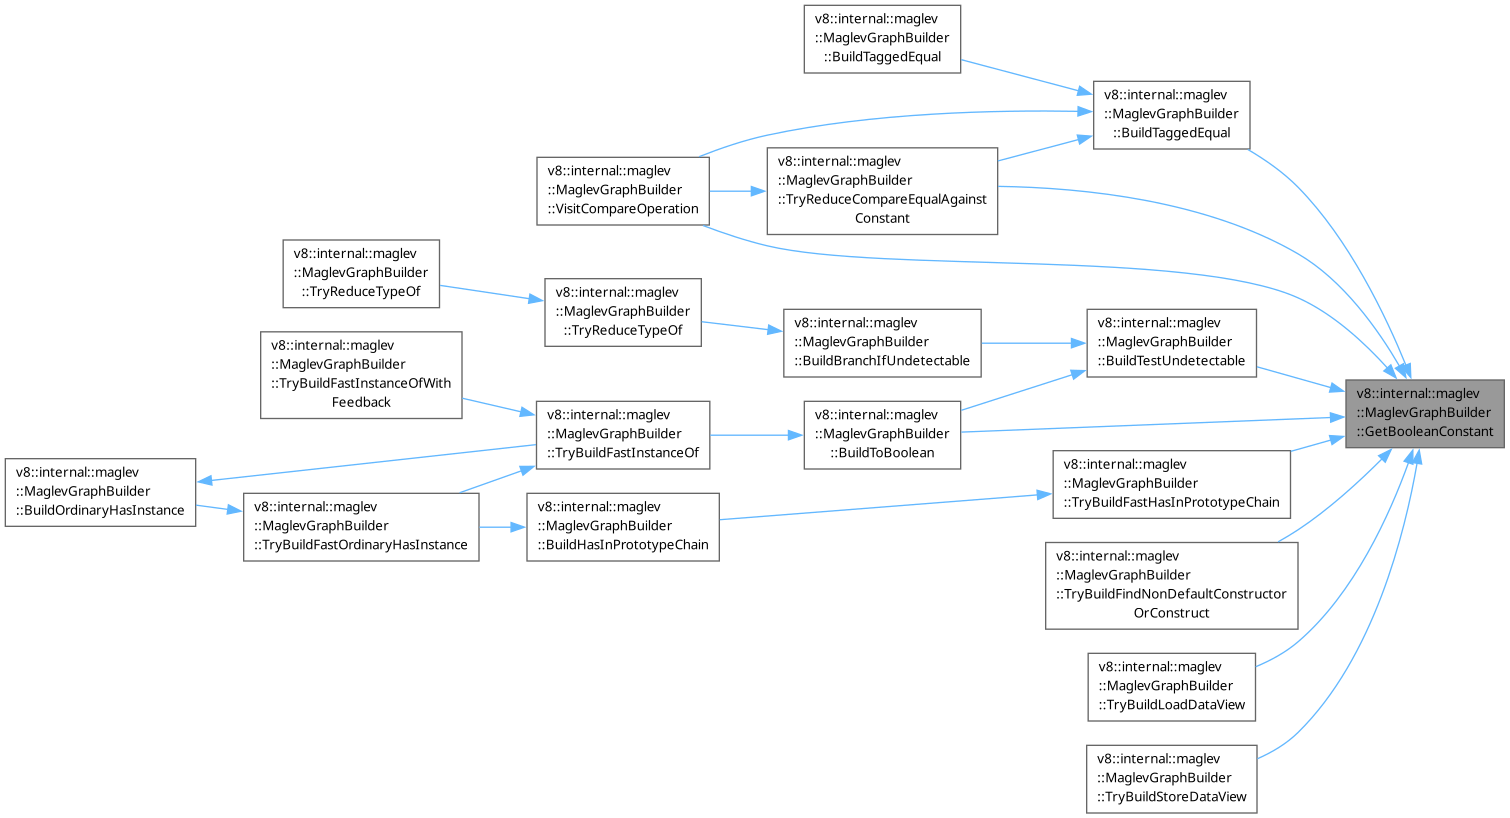 v8::internal::maglev
::MaglevGraphBuilder
::BuildTaggedEqual
v8::internal::maglev
::MaglevGraphBuilder
::BuildTaggedEqual
v8::internal::maglev
::MaglevGraphBuilder
::TryReduceCompareEqualAgainst
Constant
v8::internal::maglev
::MaglevGraphBuilder
::VisitCompareOperation
v8::internal::maglev
::MaglevGraphBuilder
::TryReduceTypeOf
v8::internal::maglev
::MaglevGraphBuilder
::TryReduceTypeOf
v8::internal::maglev
::MaglevGraphBuilder
::BuildBranchIfUndetectable
v8::internal::maglev
::MaglevGraphBuilder
::BuildTestUndetectable
v8::internal::maglev
::MaglevGraphBuilder
::TryBuildFastInstanceOfWith
Feedback
v8::internal::maglev
::MaglevGraphBuilder
::GetBooleanConstant
v8::internal::maglev
::MaglevGraphBuilder
::TryBuildFastInstanceOf
v8::internal::maglev
::MaglevGraphBuilder
::BuildToBoolean
v8::internal::maglev
::MaglevGraphBuilder
::BuildOrdinaryHasInstance
v8::internal::maglev
::MaglevGraphBuilder
::TryBuildFastHasInPrototypeChain
v8::internal::maglev
::MaglevGraphBuilder
::TryBuildFastOrdinaryHasInstance
v8::internal::maglev
::MaglevGraphBuilder
::BuildHasInPrototypeChain
v8::internal::maglev
::MaglevGraphBuilder
::TryBuildFindNonDefaultConstructor
OrConstruct
v8::internal::maglev
::MaglevGraphBuilder
::TryBuildLoadDataView
v8::internal::maglev
::MaglevGraphBuilder
::TryBuildStoreDataView